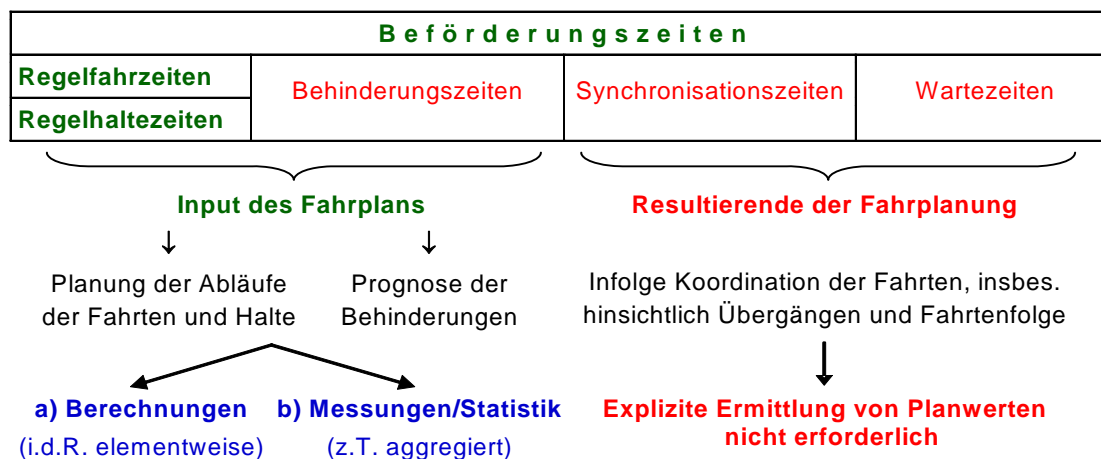 Beförderungszeiten
Regelfahrzeiten
Regelhaltezeiten
Behinderungszeiten
Synchronisationszeiten
Wartezeiten
Input des Fahrplans
Resultierende der Fahrplanung
Planung der Abläufe
der Fahrten und Halte
Prognose der
Behinderungen
Infolge Koordination der Fahrten, insbes.
hinsichtlich Übergängen und Fahrtenfolge
a) Berechnungen
(i.d.R. elementweise)
b) Messungen/Statistik
(z.T. aggregiert)
Explizite Ermittlung von Planwerten
nicht erforderlich